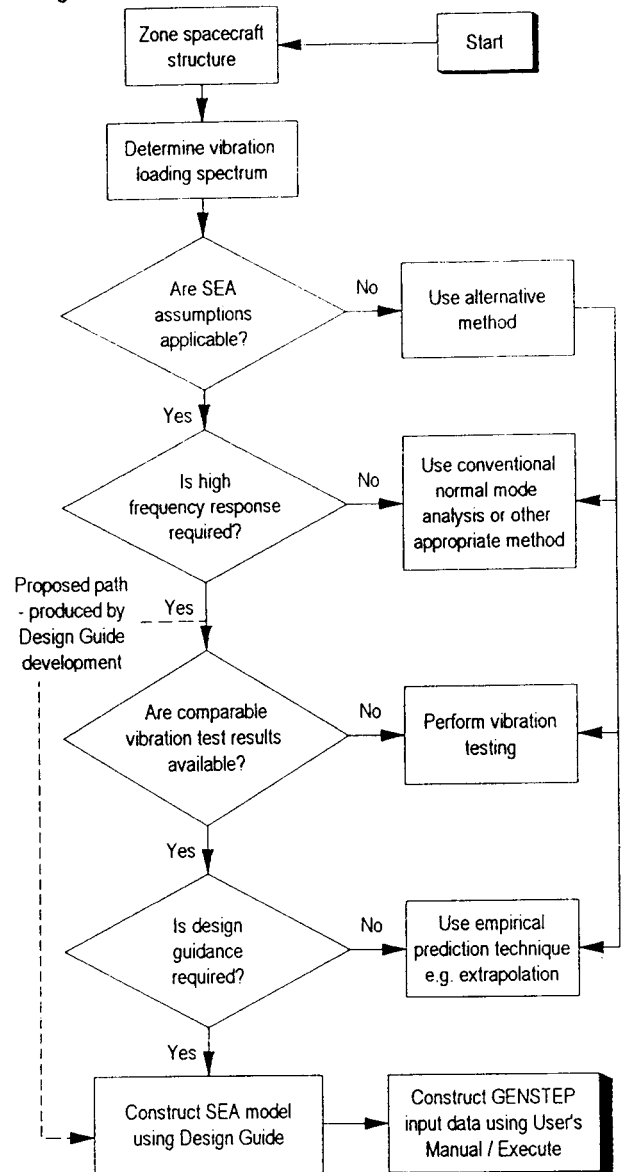 Zone spacecraft
structure
Start
Determine vibration
loading spectrum
Are SEA
assumptions
applicable?
No
Use alternative
method
Yes
Is high
frequency response
required?
No
Use conventional
normal mode
analysis or other
appropriate method
Proposed path
- produced by
Design Guide
development
Yes
Are comparable
vibration test results
available?
No
Perform vibration
testing
Yes
Is design
guidance
required?
No
Use empirical
prediction technique
e.g. extrapolation
Yes
Construct SEA model
using Design Guide
Construct GENSTEP
input data using User's
Manual / Execute